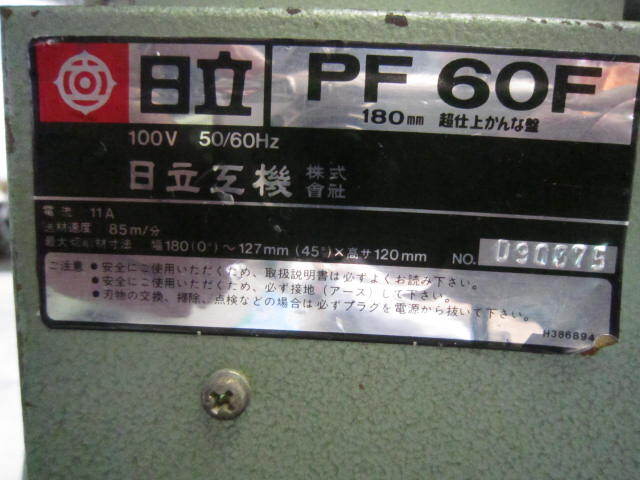 日立
PF 60F
180mm 超仕上かんな盤
100V 50/60Hz
日立工機 株式會社
電流 11A
送材速度 85m/分
最大切削材寸法 幅180(0°)〜127mm(45°)×高サ120mm NO. U90675
ご注意 ●安全にご使用いただくため、取扱説明書は必ずよくお読み下さい。
●安全にご使用いただくため、必ず接地(アース)して下さい。
●刃物の交換、掃除、点検などの場合は必ずプラグを電源から抜いて下さい。
H386894